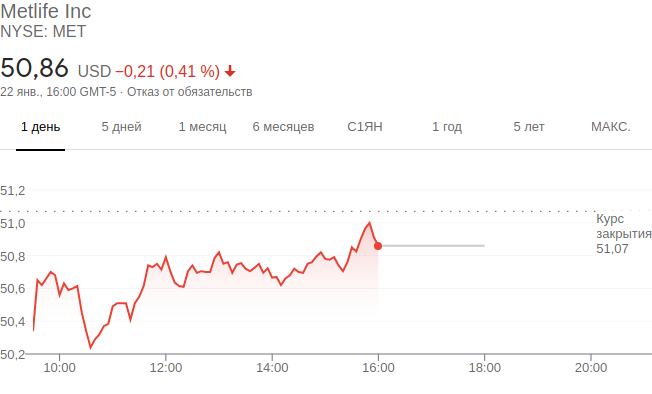 Metlife Inc
NYSE: MET
50,86 USD −0,21 (0,41 %)
22 янв., 16:00 GMT-5 · Отказ от обязательств
1 день 5 дней 1 месяц 6 месяцев С1ЯН 1 год 5 лет МАКС.
51,2
51,0
50,8
50,6
50,4
50,2
Курс
закрытия
51,07
10:00 12:00 14:00 16:00 18:00 20:00